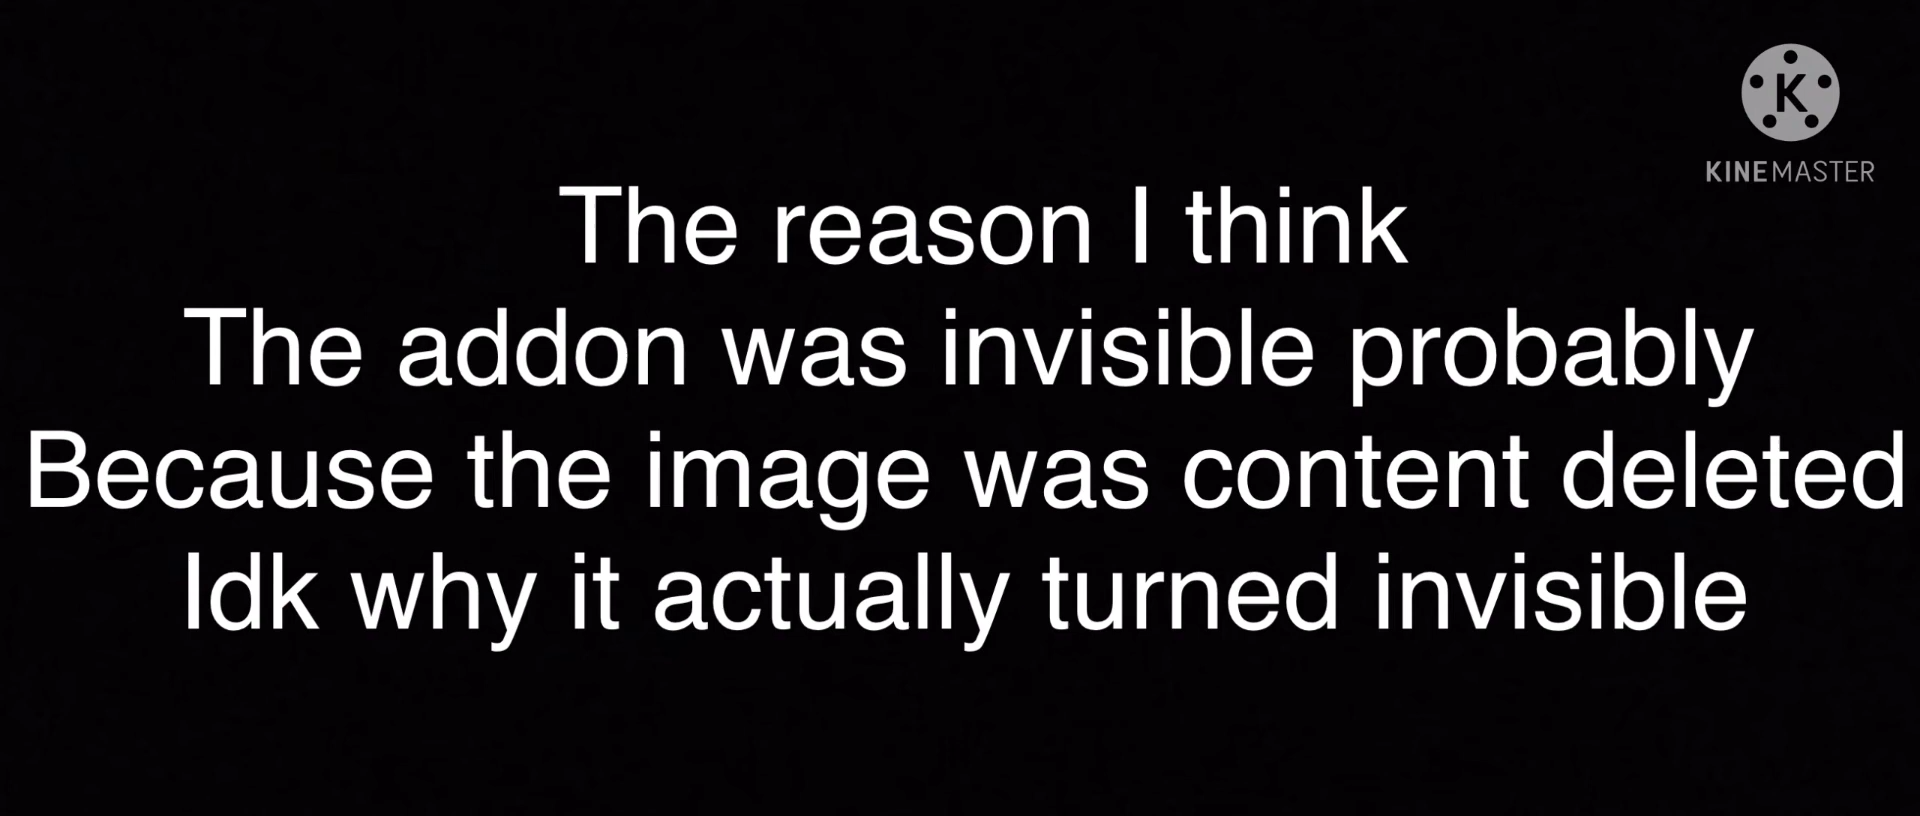 KINEMASTER
The reason I think
The addon was invisible probably
Because the image was content deleted
Idk why it actually turned invisible